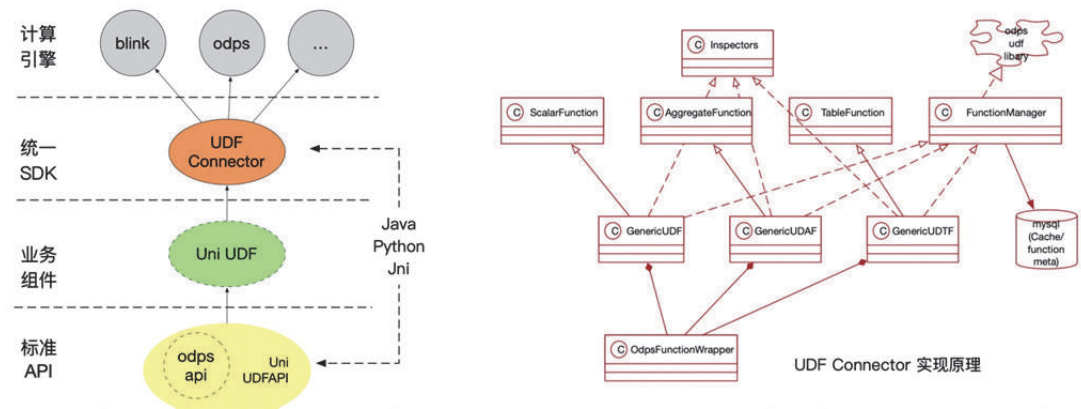 计算
引擎
blink
odps
...
统一
SDK
UDF
Connector
业务
组件
Uni UDF
Java
Python
Jni
标准
API
odps
api
Uni
UDFAPI
C Inspectors
odps
udf
libary
C ScalarFunction
C AggregateFunction
C TableFunction
C FunctionManager
C GenericUDF
C GenericUDAF
C GenericUDTF
mysql
(Cache/
function
meta)
C OdpsFunctionWrapper
UDF Connector 实现原理